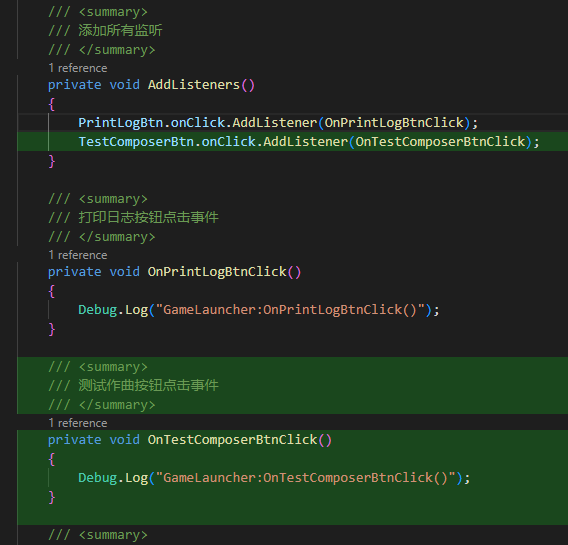 /// <summary>
/// 添加所有监听
/// </summary>
1 reference
private void AddListeners()
{
PrintLogBtn.onClick.AddListener(OnPrintLogBtnClick);
TestComposerBtn.onClick.AddListener(OnTestComposerBtnClick);
}
/// <summary>
/// 打印日志按钮点击事件
/// </summary>
1 reference
private void OnPrintLogBtnClick()
{
Debug.Log("GameLauncher:OnPrintLogBtnClick()");
}
/// <summary>
/// 测试作曲按钮点击事件
/// </summary>
1 reference
private void OnTestComposerBtnClick()
{
Debug.Log("GameLauncher:OnTestComposerBtnClick()");
}
/// <summary>